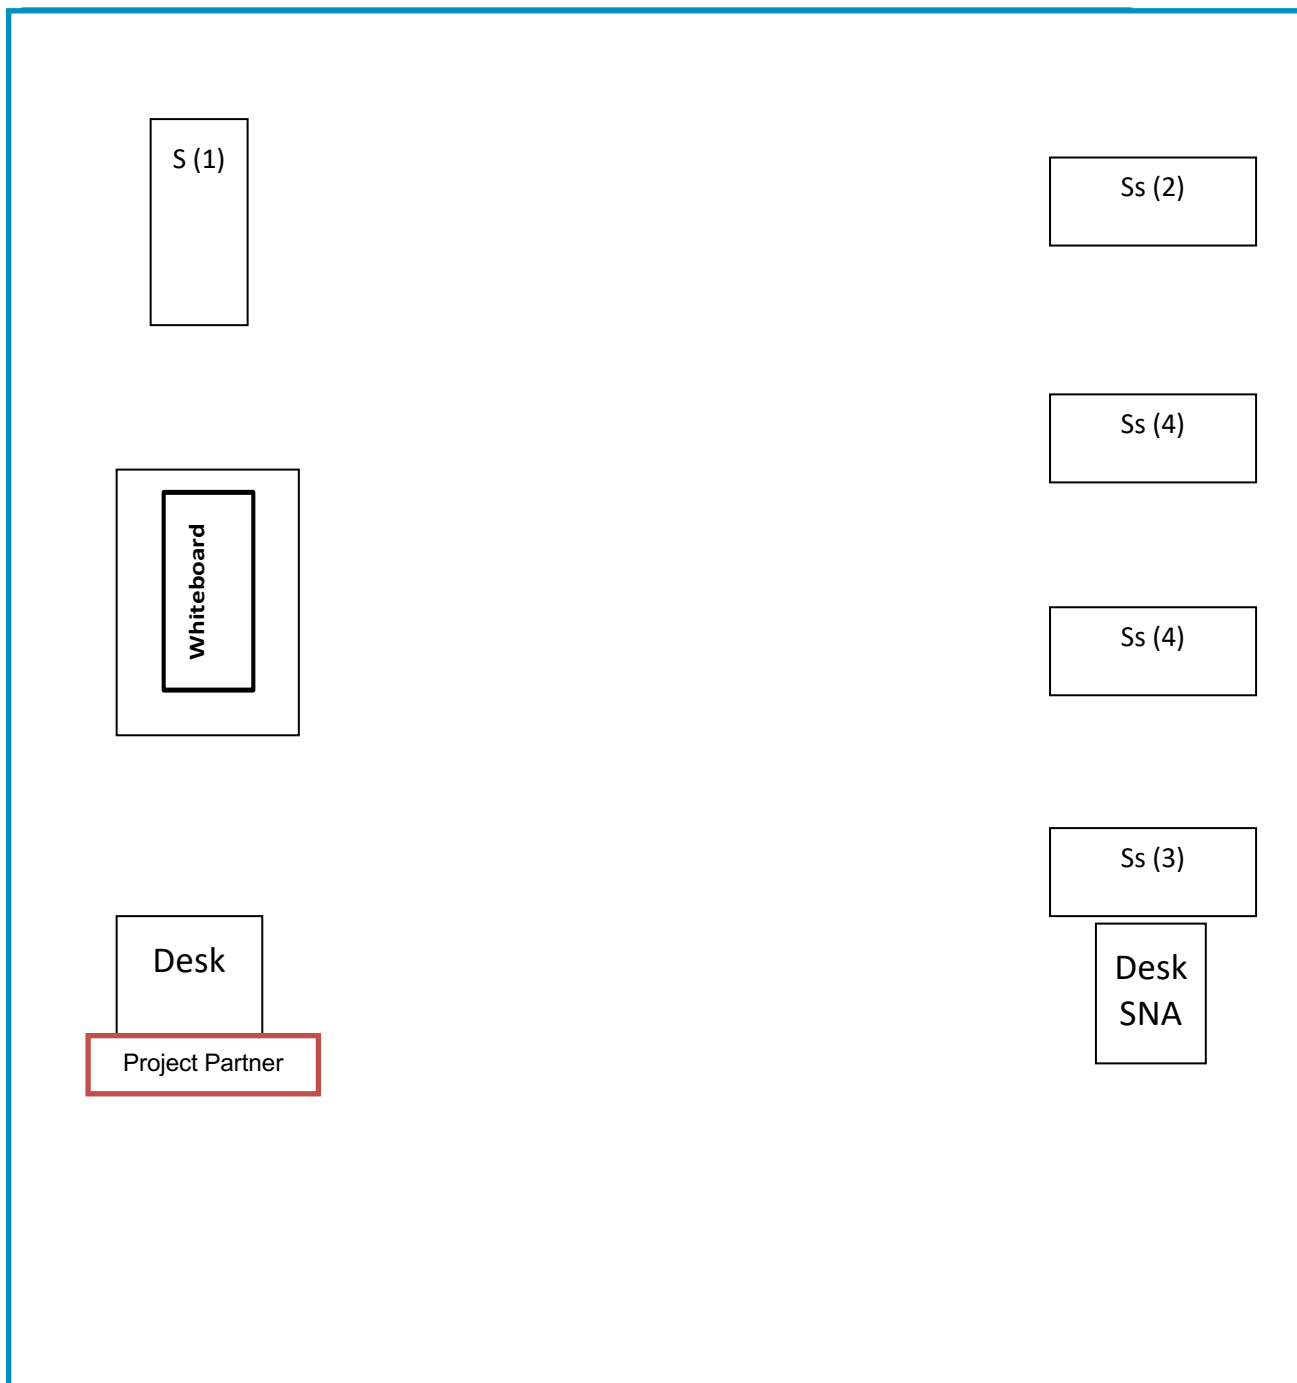 S (1)
Ss (2)
Ss (4)
Whiteboard
Ss (4)
Ss (3)
Desk
Desk
SNA
Project Partner